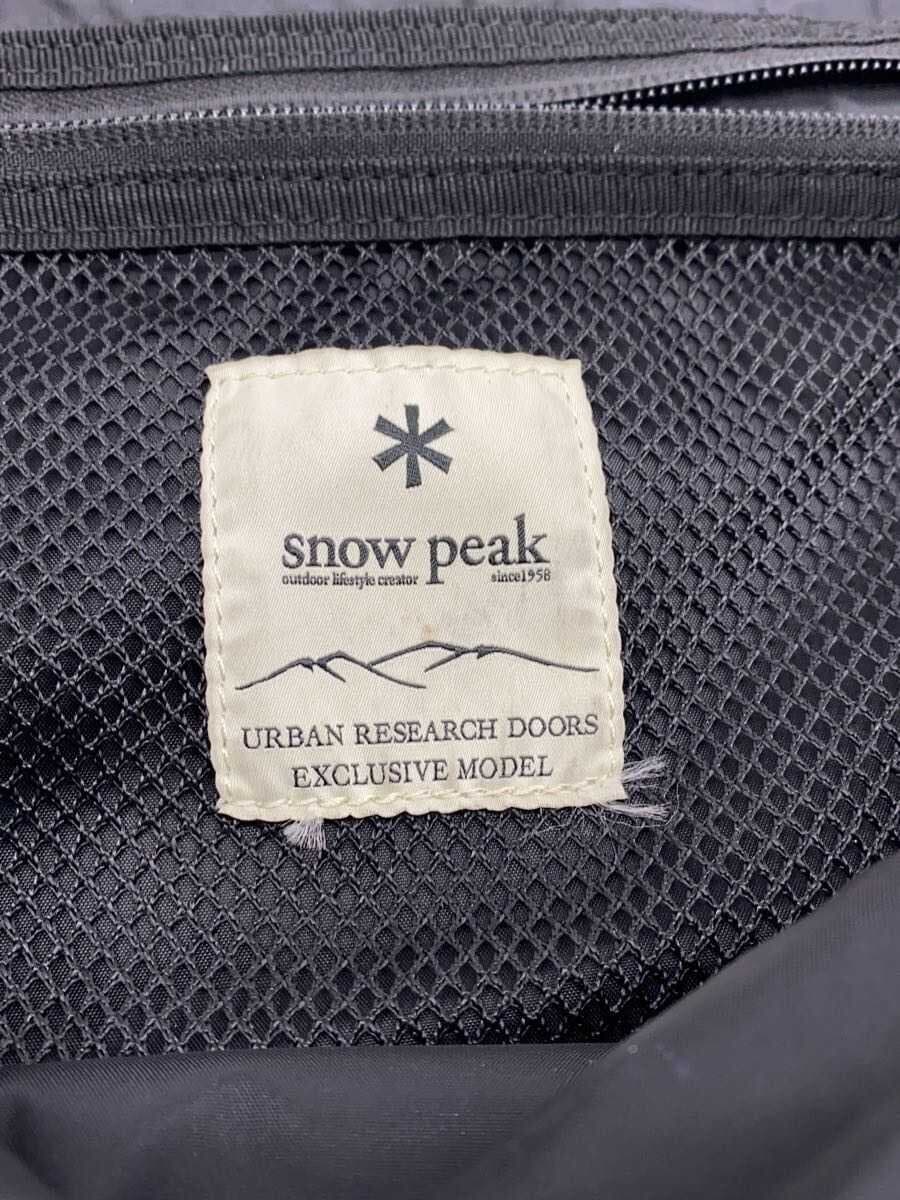 snow peak
outdoor lifestyle creator since1958
URBAN RESEARCH DOORS
EXCLUSIVE MODEL